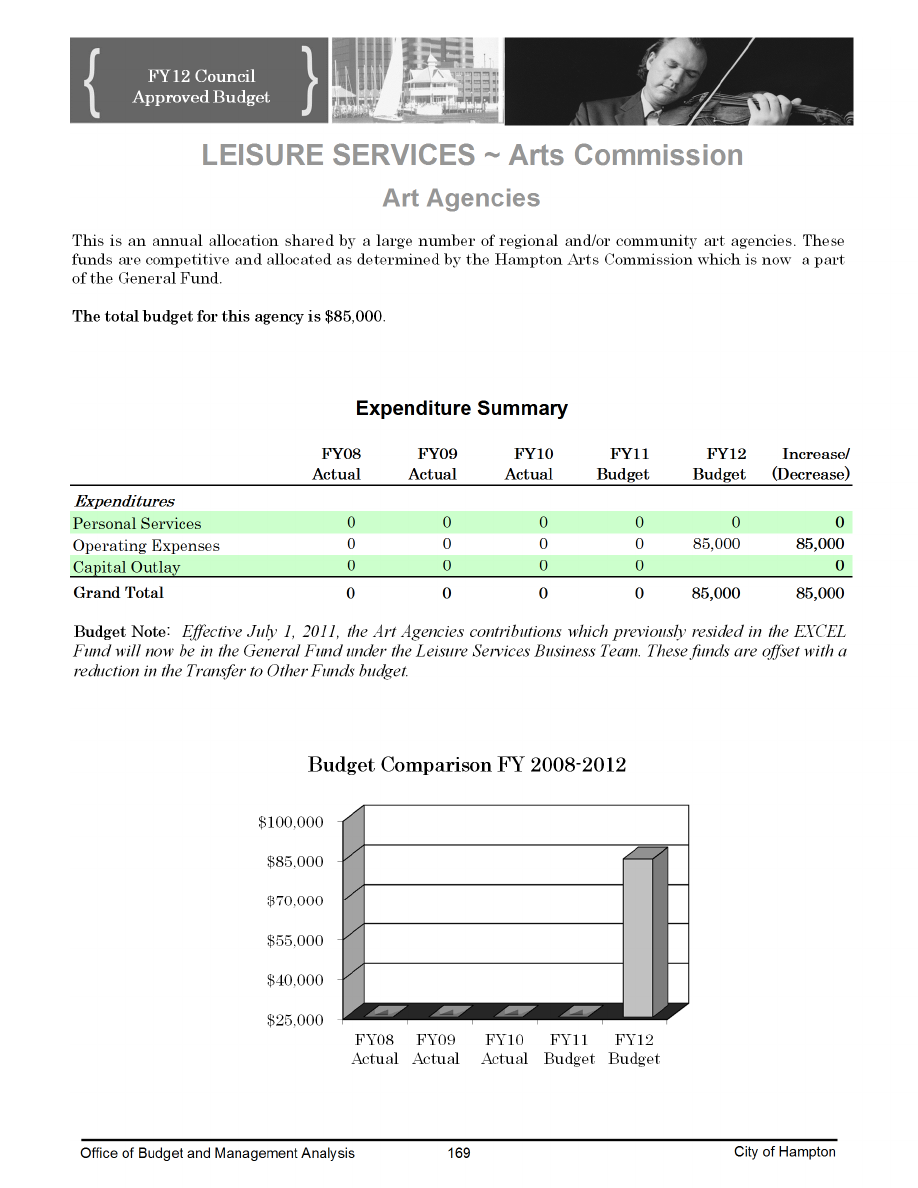 FY12 Council
Approved Budget
LEISURE SERVICES ~ Arts Commission
Art Agencies
This is an annual allocation shared by a large number of regional and/or community art agencies. These
funds are competitive and allocated as determined by the Hampton Arts Commission which is now a part
of the General Fund.
The total budget for this agency is $85,000.
Expenditure Summary
FY08 FY09 FY10 FY11 FY12 Increase/
Actual Actual Actual Budget Budget (Decrease)
Expenditures
Personal Services 0 0 0 0 0 0
Operating Expenses 0 0 0 0 85,000 85,000
Capital Outlay 0 0 0 0 0
Grand Total 0 0 0 0 85,000 85,000
Budget Note: Effective July 1, 2011, the Art Agencies contributions which previously resided in the EXCEL
Fund will now be in the General Fund under the Leisure Services Business Team. These funds are offset with a
reduction in the Transfer to Other Funds budget.
Budget Comparison FY 2008-2012
$100,000
$85,000
$70,000
$55,000
$40,000
$25,000
FY08 FY09 FY10 FY11 FY12
Actual Actual Actual Budget Budget
Office of Budget and Management Analysis 169 City of Hampton